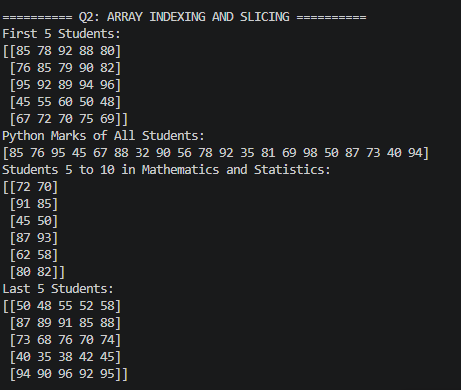 ========== Q2: ARRAY INDEXING AND SLICING ==========
First 5 Students:
[[85 78 92 88 80]
 [76 85 79 90 82]
 [95 92 89 94 96]
 [45 55 60 50 48]
 [67 72 70 75 69]]
Python Marks of All Students:
[85 76 95 45 67 88 32 90 56 78 92 35 81 69 98 50 87 73 40 94]
Students 5 to 10 in Mathematics and Statistics:
[[72 70]
 [91 85]
 [45 50]
 [87 93]
 [62 58]
 [80 82]]
Last 5 Students:
[[50 48 55 52 58]
 [87 89 91 85 88]
 [73 68 76 70 74]
 [40 35 38 42 45]
 [94 90 96 92 95]]